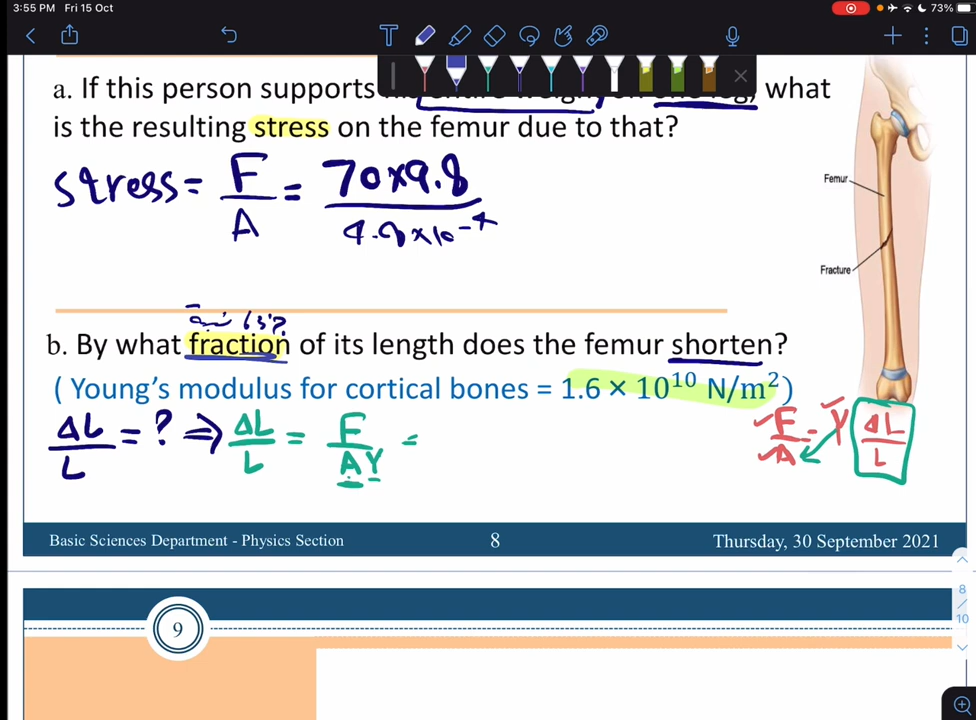 3:55 PM Fri 15 Oct 73%
a. If this person supports what
is the resulting stress on the femur due to that?
stress = F/A = 70×9.8 / 4.8×10⁻⁴
Femur
Fracture
b. By what fraction of its length does the femur shorten?
( Young's modulus for cortical bones = 1.6 × 10¹⁰ N/m²)
ΔL/L = ? ⇒ ΔL/L = F/AY =
F/A = Y ΔL/L
Basic Sciences Department - Physics Section 8 Thursday, 30 September 2021
8
/
10
9